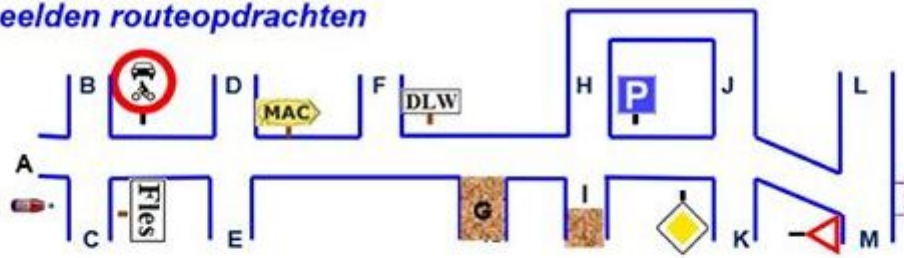 eelden routeopdrachten
B D F H J L
MAC DLW P
A
Fles G I
C E K M